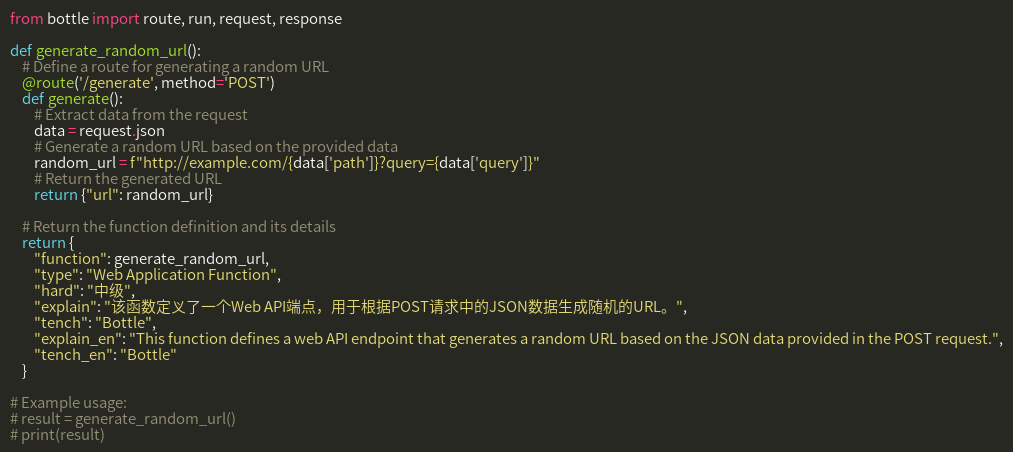 from bottle import route, run, request, response

def generate_random_url():
    # Define a route for generating a random URL
    @route('/generate', method='POST')
    def generate():
        # Extract data from the request
        data = request.json
        # Generate a random URL based on the provided data
        random_url = f"http://example.com/{data['path']}?query={data['query']}"
        # Return the generated URL
        return {"url": random_url}

    # Return the function definition and its details
    return {
        "function": generate_random_url,
        "type": "Web Application Function",
        "hard": "中级",
        "explain": "该函数定义了一个Web API端点，用于根据POST请求中的JSON数据生成随机的URL。",
        "tench": "Bottle",
        "explain_en": "This function defines a web API endpoint that generates a random URL based on the JSON data provided in the POST request.",
        "tench_en": "Bottle"
    }

# Example usage:
# result = generate_random_url()
# print(result)